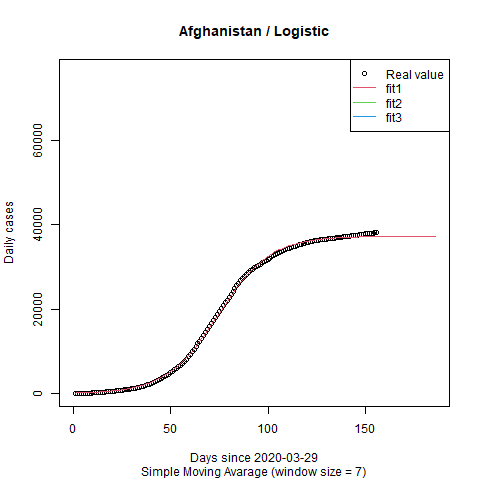 Afghanistan / Logistic
Real value
fit1
fit2
fit3
Daily cases
60000
40000
20000
0
0 50 100 150
Days since 2020-03-29
Simple Moving Avarage (window size = 7)